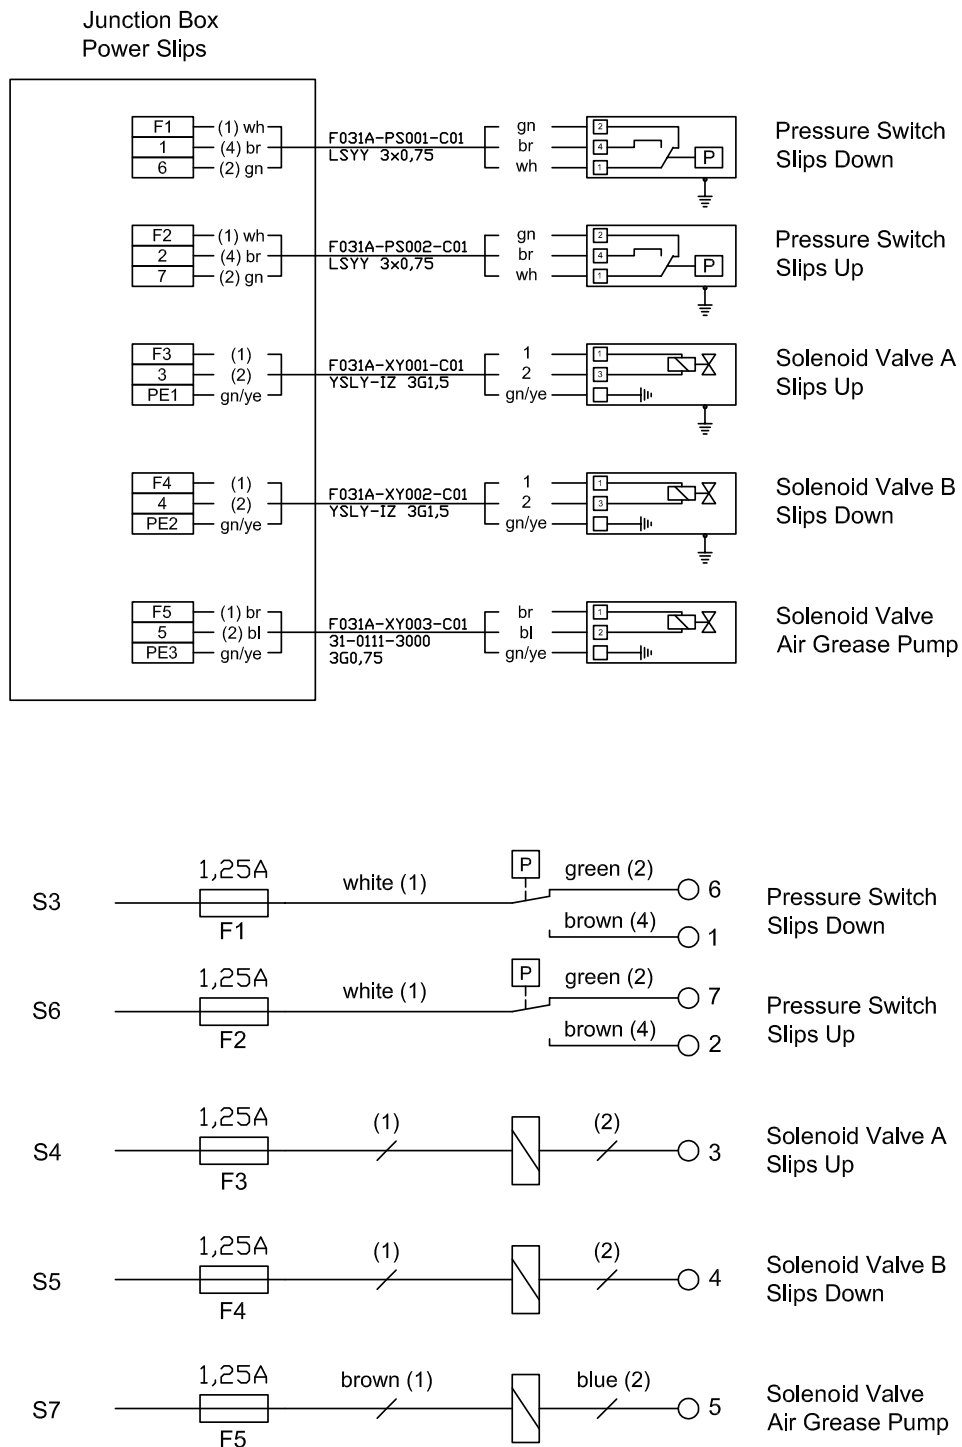 Junction Box
Power Slips
F1 (1) wh
1 (4) br
6 (2) gn
F031A-PS001-C01
LSYY 3x0,75
gn 2
br 4
wh 1
P
Pressure Switch
Slips Down
F2 (1) wh
2 (4) br
7 (2) gn
F031A-PS002-C01
LSYY 3x0,75
gn 2
br 4
wh 1
P
Pressure Switch
Slips Up
F3 (1)
3 (2)
PE1 gn/ye
F031A-XY001-C01
YSLY-IZ 3G1,5
1 1
2 3
gn/ye
Solenoid Valve A
Slips Up
F4 (1)
4 (2)
PE2 gn/ye
F031A-XY002-C01
YSLY-IZ 3G1,5
1 1
2 3
gn/ye
Solenoid Valve B
Slips Down
F5 (1) br
5 (2) bl
PE3 gn/ye
F031A-XY003-C01
31-0111-3000
3G0,75
br 1
bl 2
gn/ye
Solenoid Valve
Air Grease Pump
S3
1,25A
F1
white (1)
P
green (2)
6
brown (4)
1
Pressure Switch
Slips Down
S6
1,25A
F2
white (1)
P
green (2)
7
brown (4)
2
Pressure Switch
Slips Up
S4
1,25A
F3
(1)
(2)
3
Solenoid Valve A
Slips Up
S5
1,25A
F4
(1)
(2)
4
Solenoid Valve B
Slips Down
S7
1,25A
F5
brown (1)
blue (2)
5
Solenoid Valve
Air Grease Pump